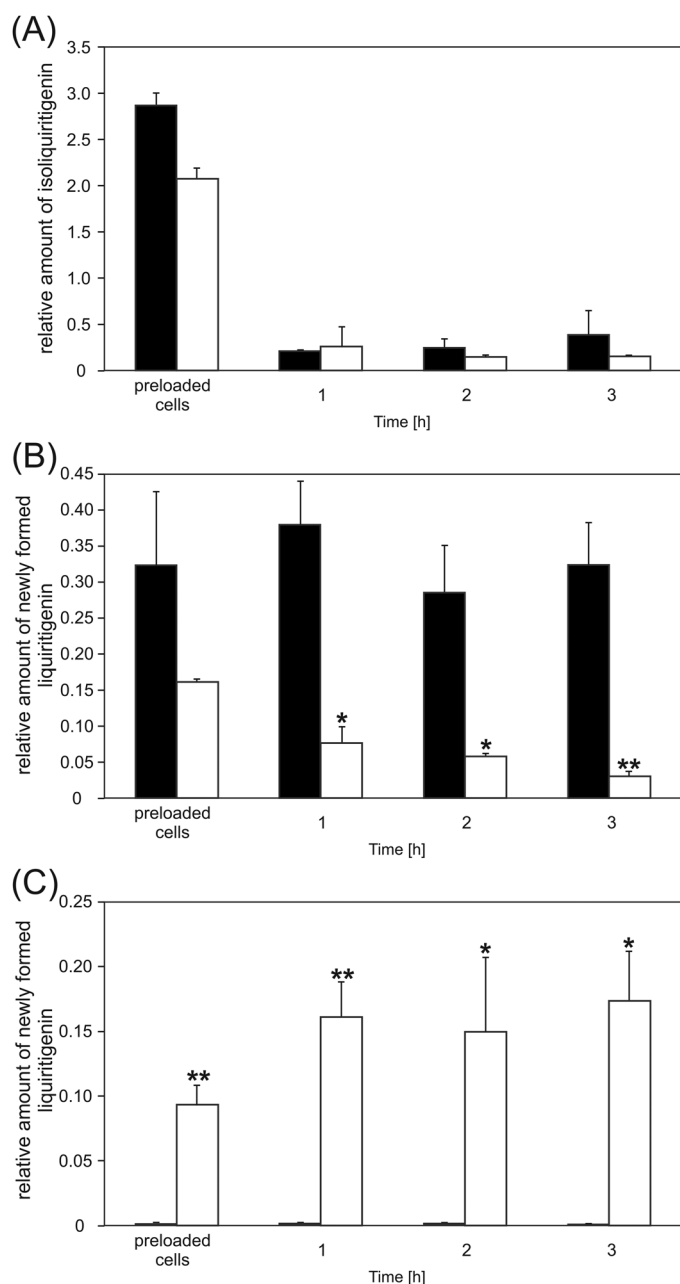 (A)
relative amount of isoliquiritigenin
3.5
3.0
2.5
2.0
1.5
1.0
0.5
0
preloaded
cells
1
2
3
Time [h]
(B)
relative amount of newly formed
liquiritigenin
0.45
0.40
0.35
0.30
0.25
0.20
0.15
0.10
0.05
0
*
*
**
preloaded
cells
1
2
3
Time [h]
(C)
relative amount of newly formed
liquiritigenin
0.25
0.20
0.15
0.10
0.05
0
**
**
*
*
preloaded
cells
1
2
3
Time [h]